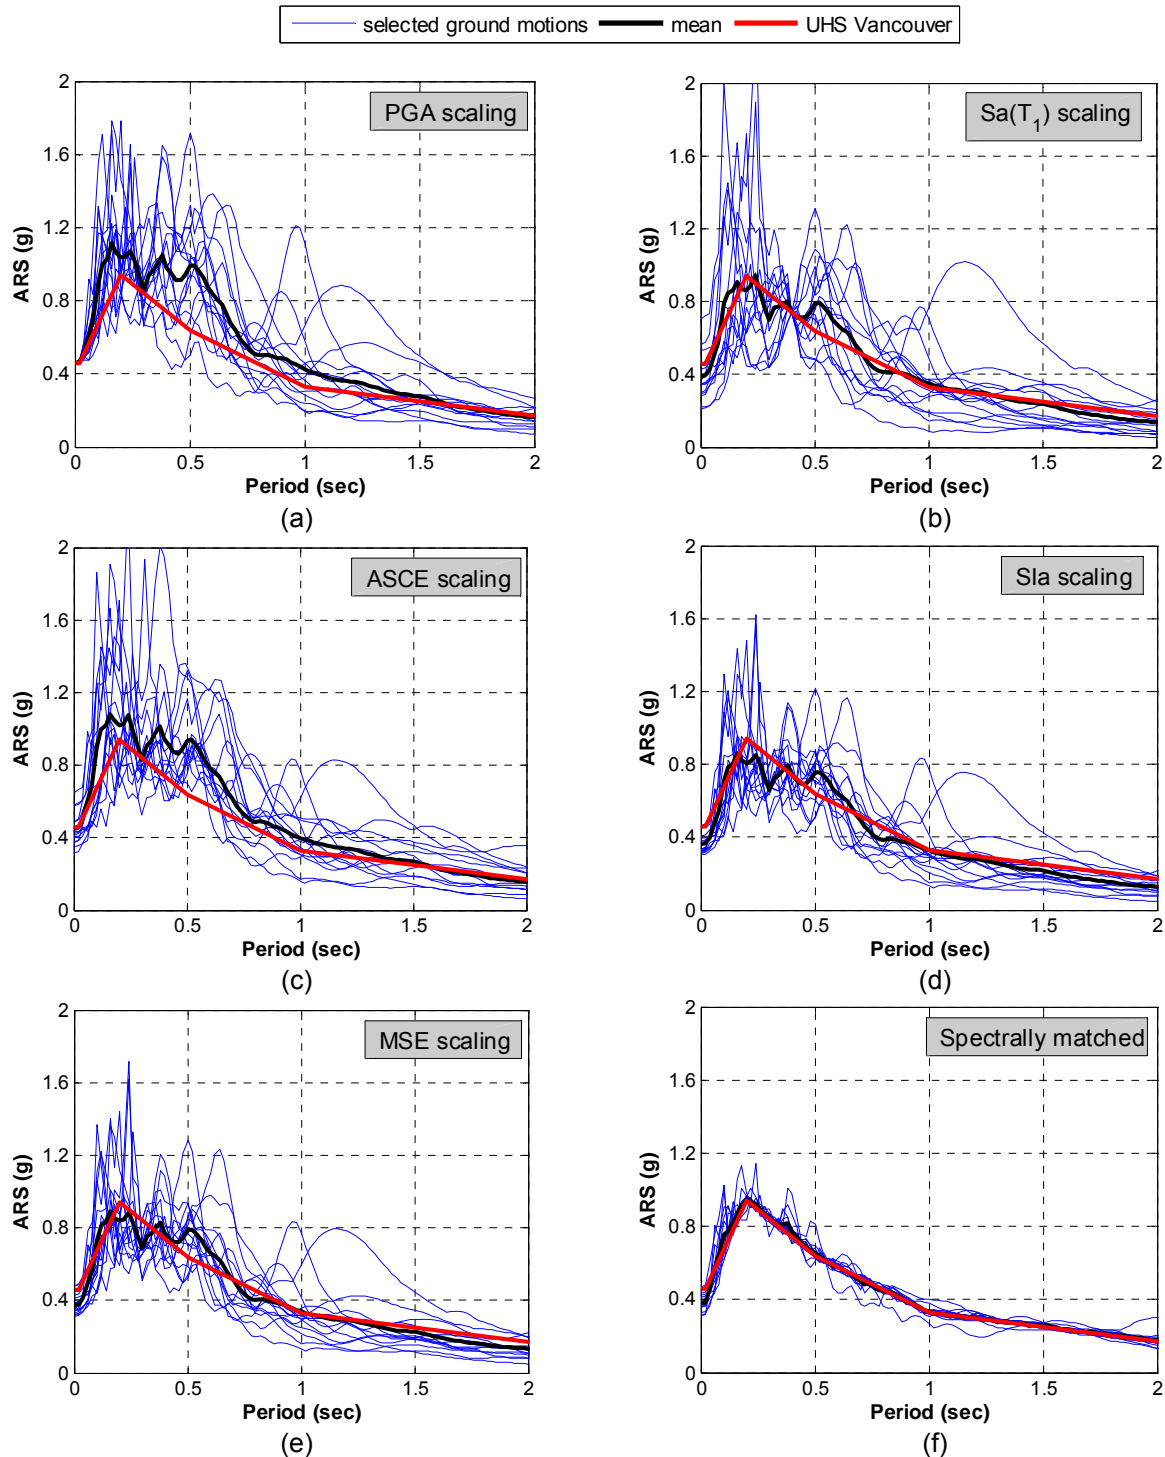 selected ground motions mean UHS Vancouver
PGA scaling
ARS (g)
2
1.6
1.2
0.8
0.4
0
0 0.5 1 1.5 2
Period (sec)
(a)
Sa(T1) scaling
ARS (g)
2
1.6
1.2
0.8
0.4
0
0 0.5 1 1.5 2
Period (sec)
(b)
ASCE scaling
ARS (g)
2
1.6
1.2
0.8
0.4
0
0 0.5 1 1.5 2
Period (sec)
(c)
SIa scaling
ARS (g)
2
1.6
1.2
0.8
0.4
0
0 0.5 1 1.5 2
Period (sec)
(d)
MSE scaling
ARS (g)
2
1.6
1.2
0.8
0.4
0
0 0.5 1 1.5 2
Period (sec)
(e)
Spectrally matched
ARS (g)
2
1.6
1.2
0.8
0.4
0
0 0.5 1 1.5 2
Period (sec)
(f)